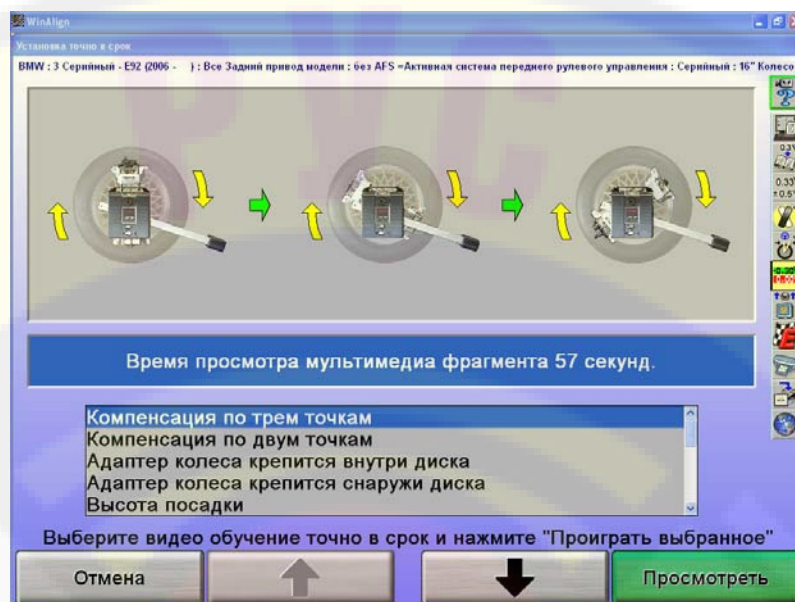 WinAlign
Установка точно в срок
BMW : 3 Серийный - E92 (2006 - ) : Все Задний привод модели : без AFS =Активная система переднего рулевого управления : Серийный : 16" Колесо
Время просмотра мультимедиа фрагмента 57 секунд.
Компенсация по трем точкам
Компенсация по двум точкам
Адаптер колеса крепится внутри диска
Адаптер колеса крепится снаружи диска
Высота посадки
Выберите видео обучение точно в срок и нажмите "Проиграть выбранное"
Отмена
Просмотреть